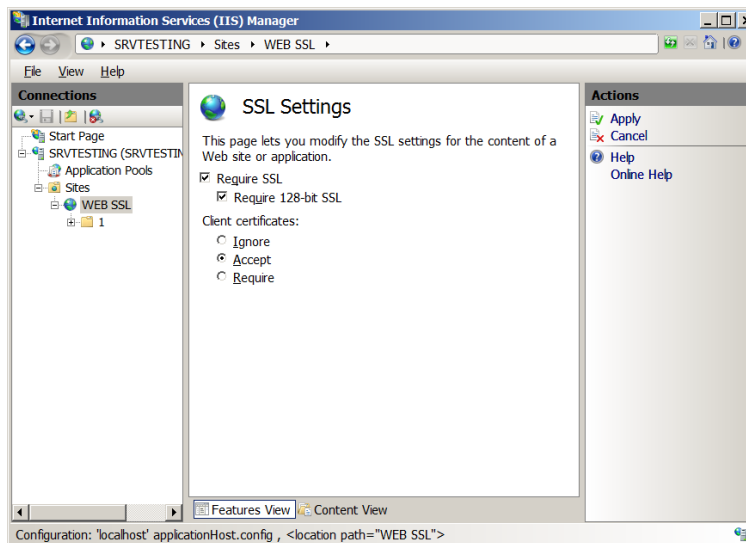 Internet Information Services (IIS) Manager
SRVTESTING Sites WEB SSL
File View Help
Connections
Start Page
SRVTESTING (SRVTESTIN
Application Pools
Sites
WEB SSL
1
SSL Settings
This page lets you modify the SSL settings for the content of a
Web site or application.
Require SSL
Require 128-bit SSL
Client certificates:
Ignore
Accept
Require
Features View Content View
Actions
Apply
Cancel
Help
Online Help
Configuration: 'localhost' applicationHost.config , <location path="WEB SSL">